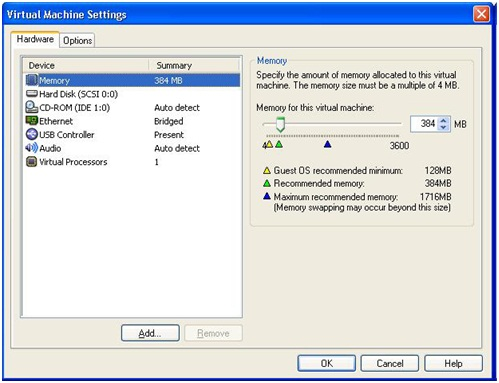 Virtual Machine Settings
Hardware Options
Device Summary
Memory 384 MB
Hard Disk (SCSI 0:0)
CD-ROM (IDE 1:0) Auto detect
Ethernet Bridged
USB Controller Present
Audio Auto detect
Virtual Processors 1
Add... Remove
Memory
Specify the amount of memory allocated to this virtual
machine. The memory size must be a multiple of 4 MB.
Memory for this virtual machine:
384 MB
4 3600
Guest OS recommended minimum: 128MB
Recommended memory: 384MB
Maximum recommended memory: 1716MB
(Memory swapping may occur beyond this size)
OK Cancel Help